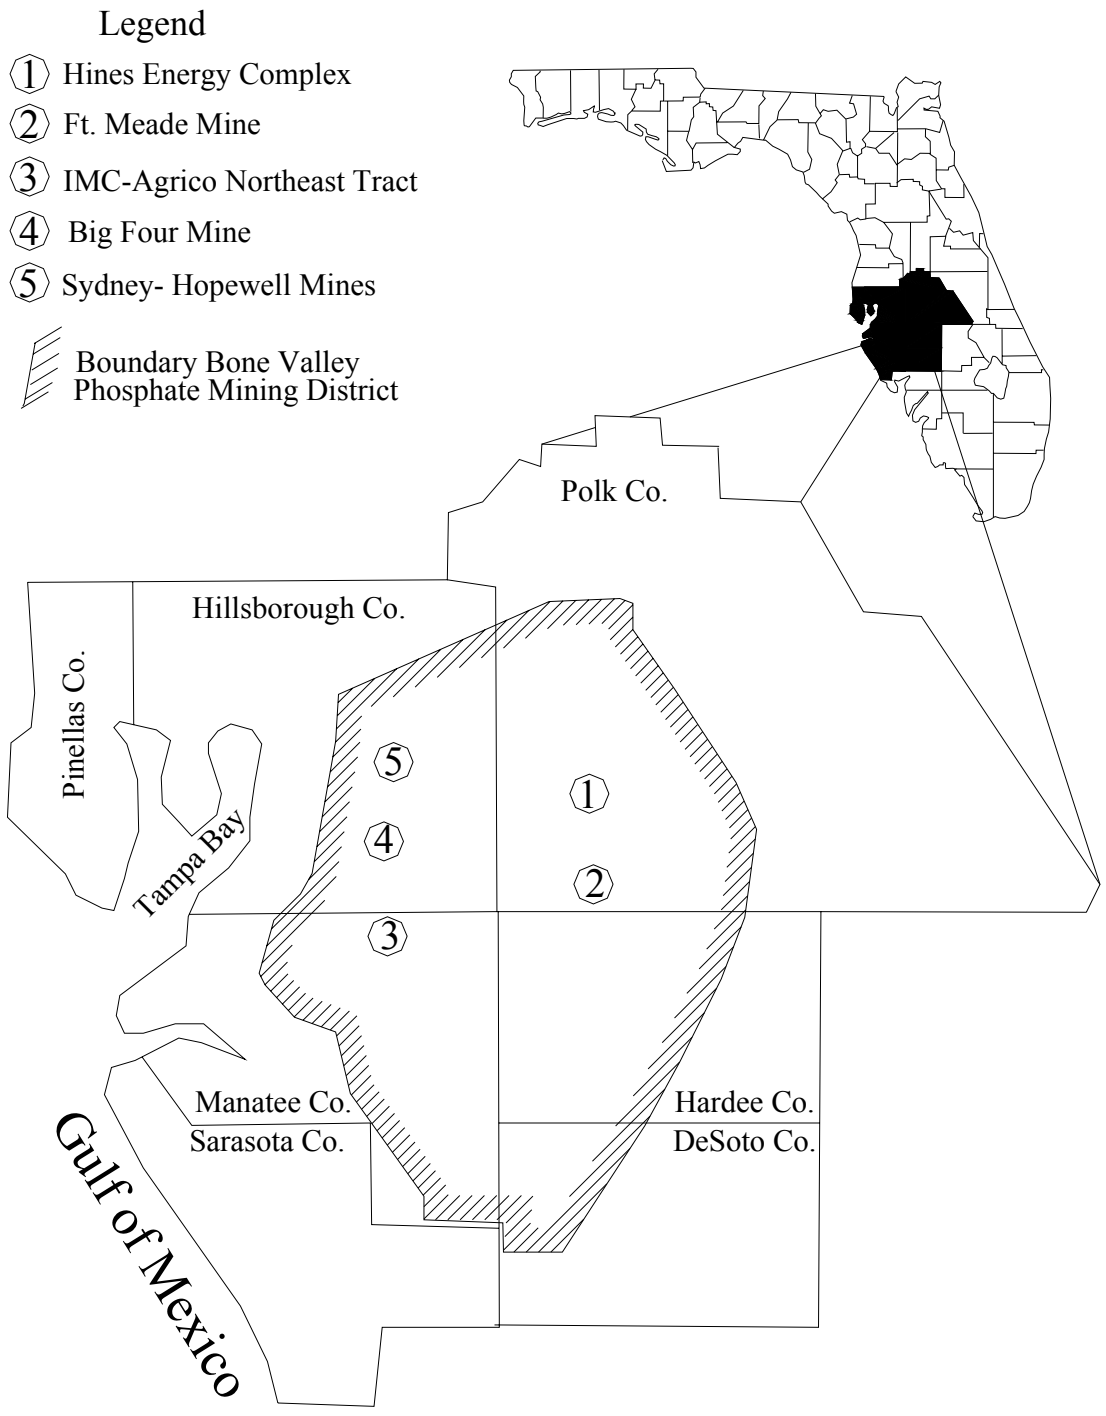 Legend
1 Hines Energy Complex
2 Ft. Meade Mine
3 IMC-Agrico Northeast Tract
4 Big Four Mine
5 Sydney- Hopewell Mines
Boundary Bone Valley
Phosphate Mining District
Polk Co.
Hillsborough Co.
Pinellas Co.
5
1
4
Tampa Bay
2
3
Manatee Co.
Hardee Co.
Sarasota Co.
DeSoto Co.
Gulf of Mexico